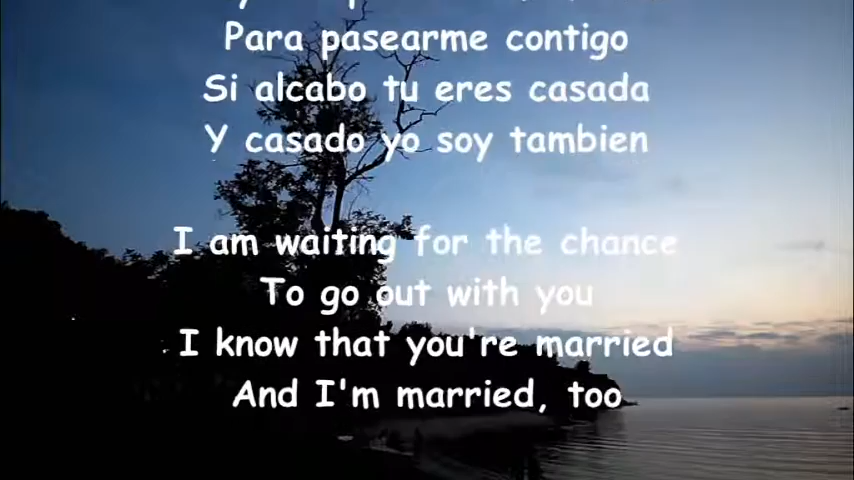 Para pasearme contigo
Si alcabo tu eres casada
Y casado yo soy tambien
I am waiting for the chance
To go out with you
I know that you're married
And I'm married, too